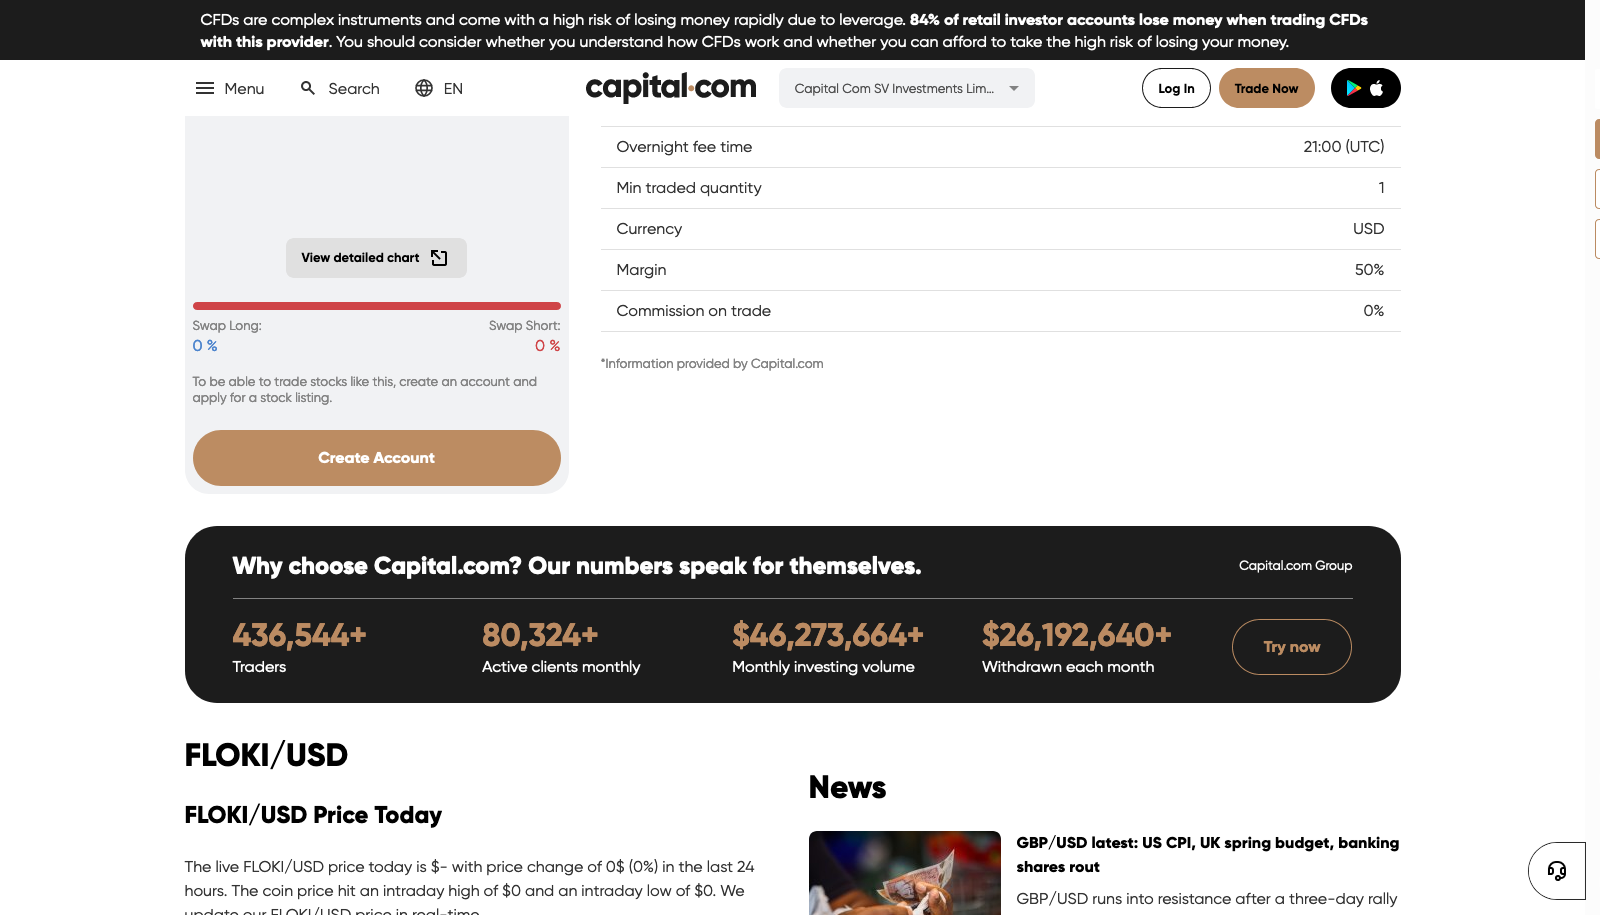 CFDs are complex instruments and come with a high risk of losing money rapidly due to leverage. 84% of retail investor accounts lose money when trading CFDs
with this provider. You should consider whether you understand how CFDs work and whether you can afford to take the high risk of losing your money.
Menu
Search
EN
capital.com
Capital Com SV Investments Lim...
Log In
Trade Now
Overnight fee time 21:00 (UTC)
Min traded quantity 1
Currency USD
Margin 50%
Commission on trade 0%
*Information provided by Capital.com
View detailed chart
Swap Long: Swap Short:
0 % 0 %
To be able to trade stocks like this, create an account and
apply for a stock listing.
Create Account
Why choose Capital.com? Our numbers speak for themselves.
Capital.com Group
436,544+
Traders
80,324+
Active clients monthly
$46,273,664+
Monthly investing volume
$26,192,640+
Withdrawn each month
Try now
FLOKI/USD
FLOKI/USD Price Today
The live FLOKI/USD price today is $- with price change of 0$ (0%) in the last 24
hours. The coin price hit an intraday high of $0 and an intraday low of $0. We
update our FLOKI/USD price in real-time.
News
GBP/USD latest: US CPI, UK spring budget, banking
shares rout
GBP/USD runs into resistance after a three-day rally